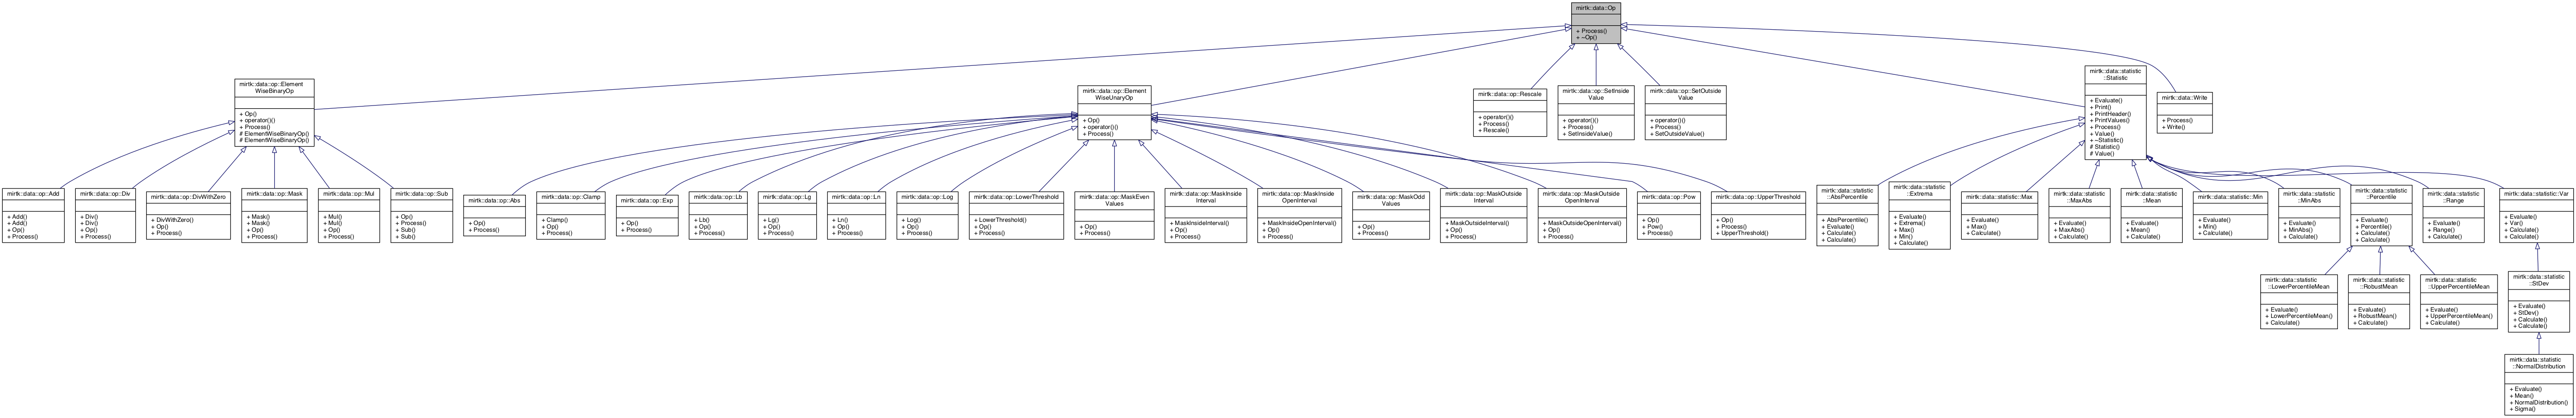 mirtk::data::Op
+ Process()
+ ~Op()
mirtk::data::op::Element
WiseBinaryOp
+ Op()
+ operator()()
+ Process()
# ElementWiseBinaryOp()
# ElementWiseBinaryOp()
mirtk::data::op::Element
WiseUnaryOp
+ Op()
+ operator()()
+ Process()
mirtk::data::op::Rescale
+ operator()()
+ Process()
+ Rescale()
mirtk::data::op::SetInside
Value
+ operator()()
+ Process()
+ SetInsideValue()
mirtk::data::op::SetOutside
Value
+ operator()()
+ Process()
+ SetOutsideValue()
mirtk::data::statistic
::Statistic
+ Evaluate()
+ Print()
+ PrintHeader()
+ PrintValues()
+ Process()
+ Value()
+ ~Statistic()
# Statistic()
# Value()
mirtk::data::Write
+ Process()
+ Write()
mirtk::data::op::Add
+ Add()
+ Add()
+ Op()
+ Process()
mirtk::data::op::Div
+ Div()
+ Div()
+ Op()
+ Process()
mirtk::data::op::DivWithZero
+ DivWithZero()
+ Op()
+ Process()
mirtk::data::op::Mask
+ Mask()
+ Mask()
+ Op()
+ Process()
mirtk::data::op::Mul
+ Mul()
+ Mul()
+ Op()
+ Process()
mirtk::data::op::Sub
+ Op()
+ Process()
+ Sub()
+ Sub()
mirtk::data::op::Abs
+ Op()
+ Process()
mirtk::data::op::Clamp
+ Clamp()
+ Op()
+ Process()
mirtk::data::op::Exp
+ Op()
+ Process()
mirtk::data::op::Lb
+ Lb()
+ Op()
+ Process()
mirtk::data::op::Lg
+ Lg()
+ Op()
+ Process()
mirtk::data::op::Ln
+ Ln()
+ Op()
+ Process()
mirtk::data::op::Log
+ Log()
+ Op()
+ Process()
mirtk::data::op::LowerThreshold
+ LowerThreshold()
+ Op()
+ Process()
mirtk::data::op::MaskEven
Values
+ Op()
+ Process()
mirtk::data::op::MaskInside
Interval
+ MaskInsideInterval()
+ Op()
+ Process()
mirtk::data::op::MaskInside
OpenInterval
+ MaskInsideOpenInterval()
+ Op()
+ Process()
mirtk::data::op::MaskOdd
Values
+ Op()
+ Process()
mirtk::data::op::MaskOutside
Interval
+ MaskOutsideInterval()
+ Op()
+ Process()
mirtk::data::op::MaskOutside
OpenInterval
+ MaskOutsideOpenInterval()
+ Op()
+ Process()
mirtk::data::op::Pow
+ Op()
+ Pow()
+ Process()
mirtk::data::op::UpperThreshold
+ Op()
+ Process()
+ UpperThreshold()
mirtk::data::statistic
::AbsPercentile
+ AbsPercentile()
+ Evaluate()
+ Calculate()
+ Calculate()
mirtk::data::statistic
::Extrema
+ Evaluate()
+ Extrema()
+ Max()
+ Min()
+ Calculate()
mirtk::data::statistic::Max
+ Evaluate()
+ Max()
+ Calculate()
mirtk::data::statistic
::MaxAbs
+ Evaluate()
+ MaxAbs()
+ Calculate()
mirtk::data::statistic
::Mean
+ Evaluate()
+ Mean()
+ Calculate()
mirtk::data::statistic::Min
+ Evaluate()
+ Min()
+ Calculate()
mirtk::data::statistic
::MinAbs
+ Evaluate()
+ MinAbs()
+ Calculate()
mirtk::data::statistic
::Percentile
+ Evaluate()
+ Percentile()
+ Calculate()
+ Calculate()
mirtk::data::statistic
::Range
+ Evaluate()
+ Range()
+ Calculate()
mirtk::data::statistic::Var
+ Evaluate()
+ Var()
+ Calculate()
+ Calculate()
mirtk::data::statistic
::LowerPercentileMean
+ Evaluate()
+ LowerPercentileMean()
+ Calculate()
mirtk::data::statistic
::RobustMean
+ Evaluate()
+ RobustMean()
+ Calculate()
mirtk::data::statistic
::UpperPercentileMean
+ Evaluate()
+ UpperPercentileMean()
+ Calculate()
mirtk::data::statistic
::StDev
+ Evaluate()
+ StDev()
+ Calculate()
+ Calculate()
mirtk::data::statistic
::NormalDistribution
+ Evaluate()
+ Mean()
+ NormalDistribution()
+ Sigma()